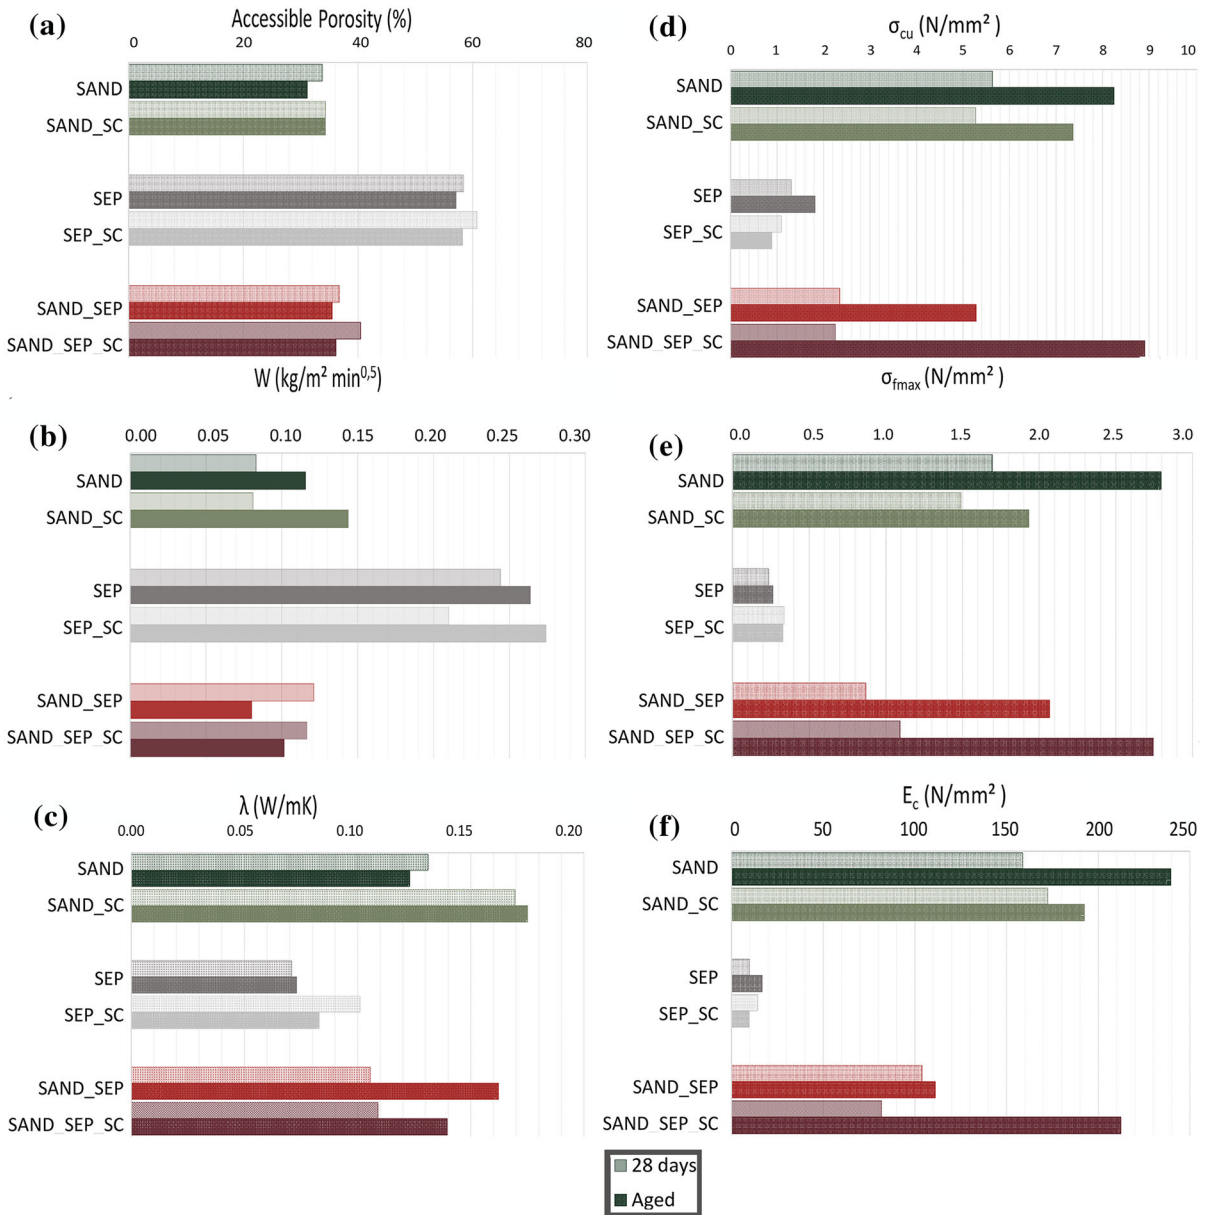 (a)
Accessible Porosity (%)
0 20 40 60 80
SAND
SAND_SC
SEP
SEP_SC
SAND_SEP
SAND_SEP_SC
(b)
W (kg/m² min⁰,⁵)
0.00 0.05 0.10 0.15 0.20 0.25 0.30
SAND
SAND_SC
SEP
SEP_SC
SAND_SEP
SAND_SEP_SC
(c)
λ (W/mK)
0.00 0.05 0.10 0.15 0.20
SAND
SAND_SC
SEP
SEP_SC
SAND_SEP
SAND_SEP_SC
(d)
σcu (N/mm²)
0 1 2 3 4 5 6 7 8 9 10
SAND
SAND_SC
SEP
SEP_SC
SAND_SEP
SAND_SEP_SC
(e)
σfmax (N/mm²)
0.0 0.5 1.0 1.5 2.0 2.5 3.0
SAND
SAND_SC
SEP
SEP_SC
SAND_SEP
SAND_SEP_SC
(f)
Ec (N/mm²)
0 50 100 150 200 250
SAND
SAND_SC
SEP
SEP_SC
SAND_SEP
SAND_SEP_SC
28 days
Aged